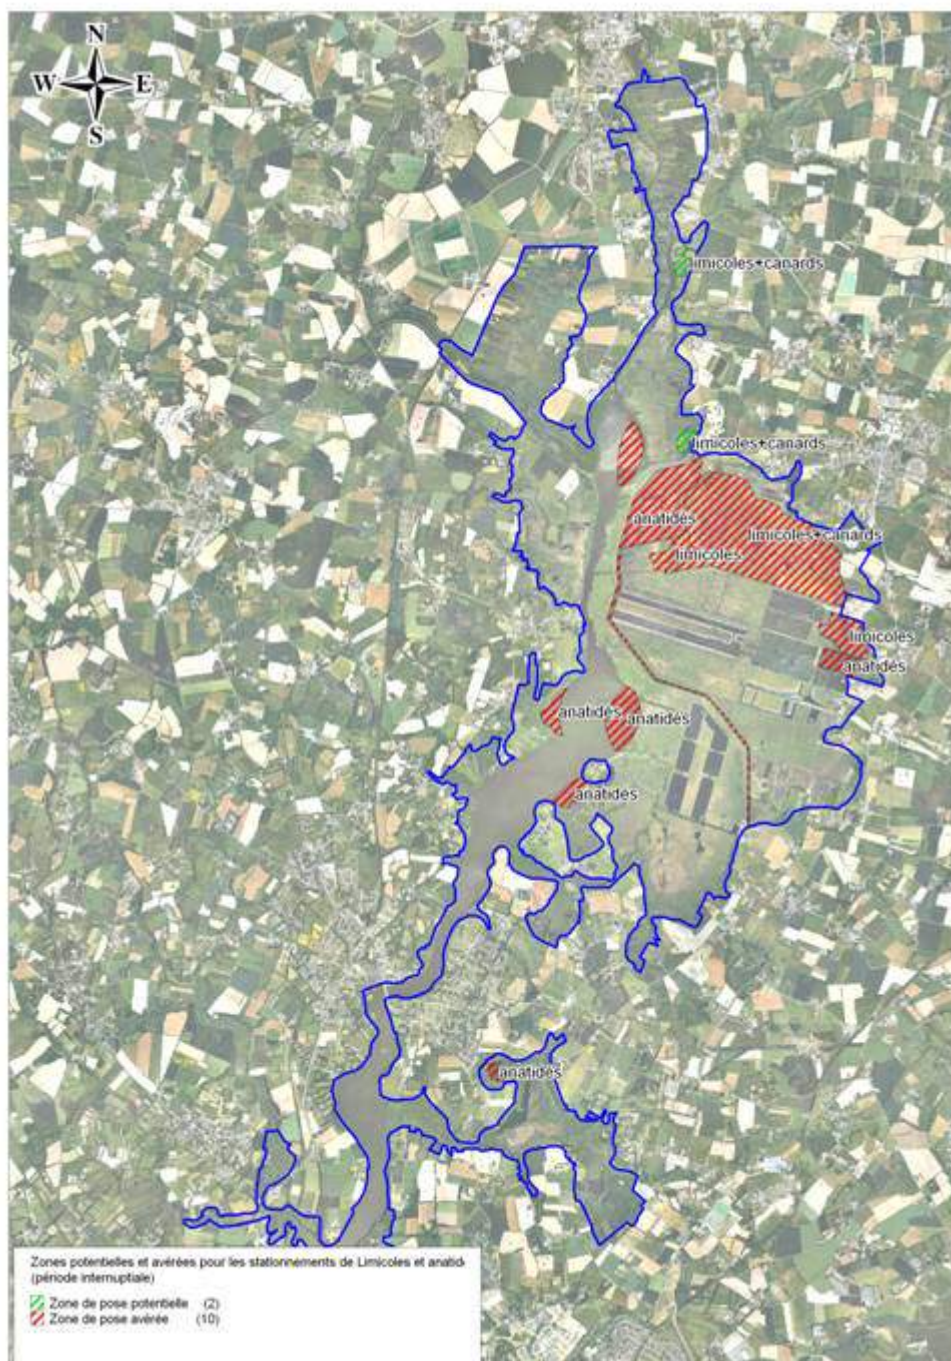 N
W E
S
limicoles+canards
limicoles+canards
anatidés
limicoles+canards
limicoles
limicoles
anatidés
anatidés
anatidés
anatidés
anatidés
Zones potentielles et avérées pour les stationnements de Limicoles et anatid
(période internuptiale)
Zone de pose potentielle (2)
Zone de pose avérée (10)